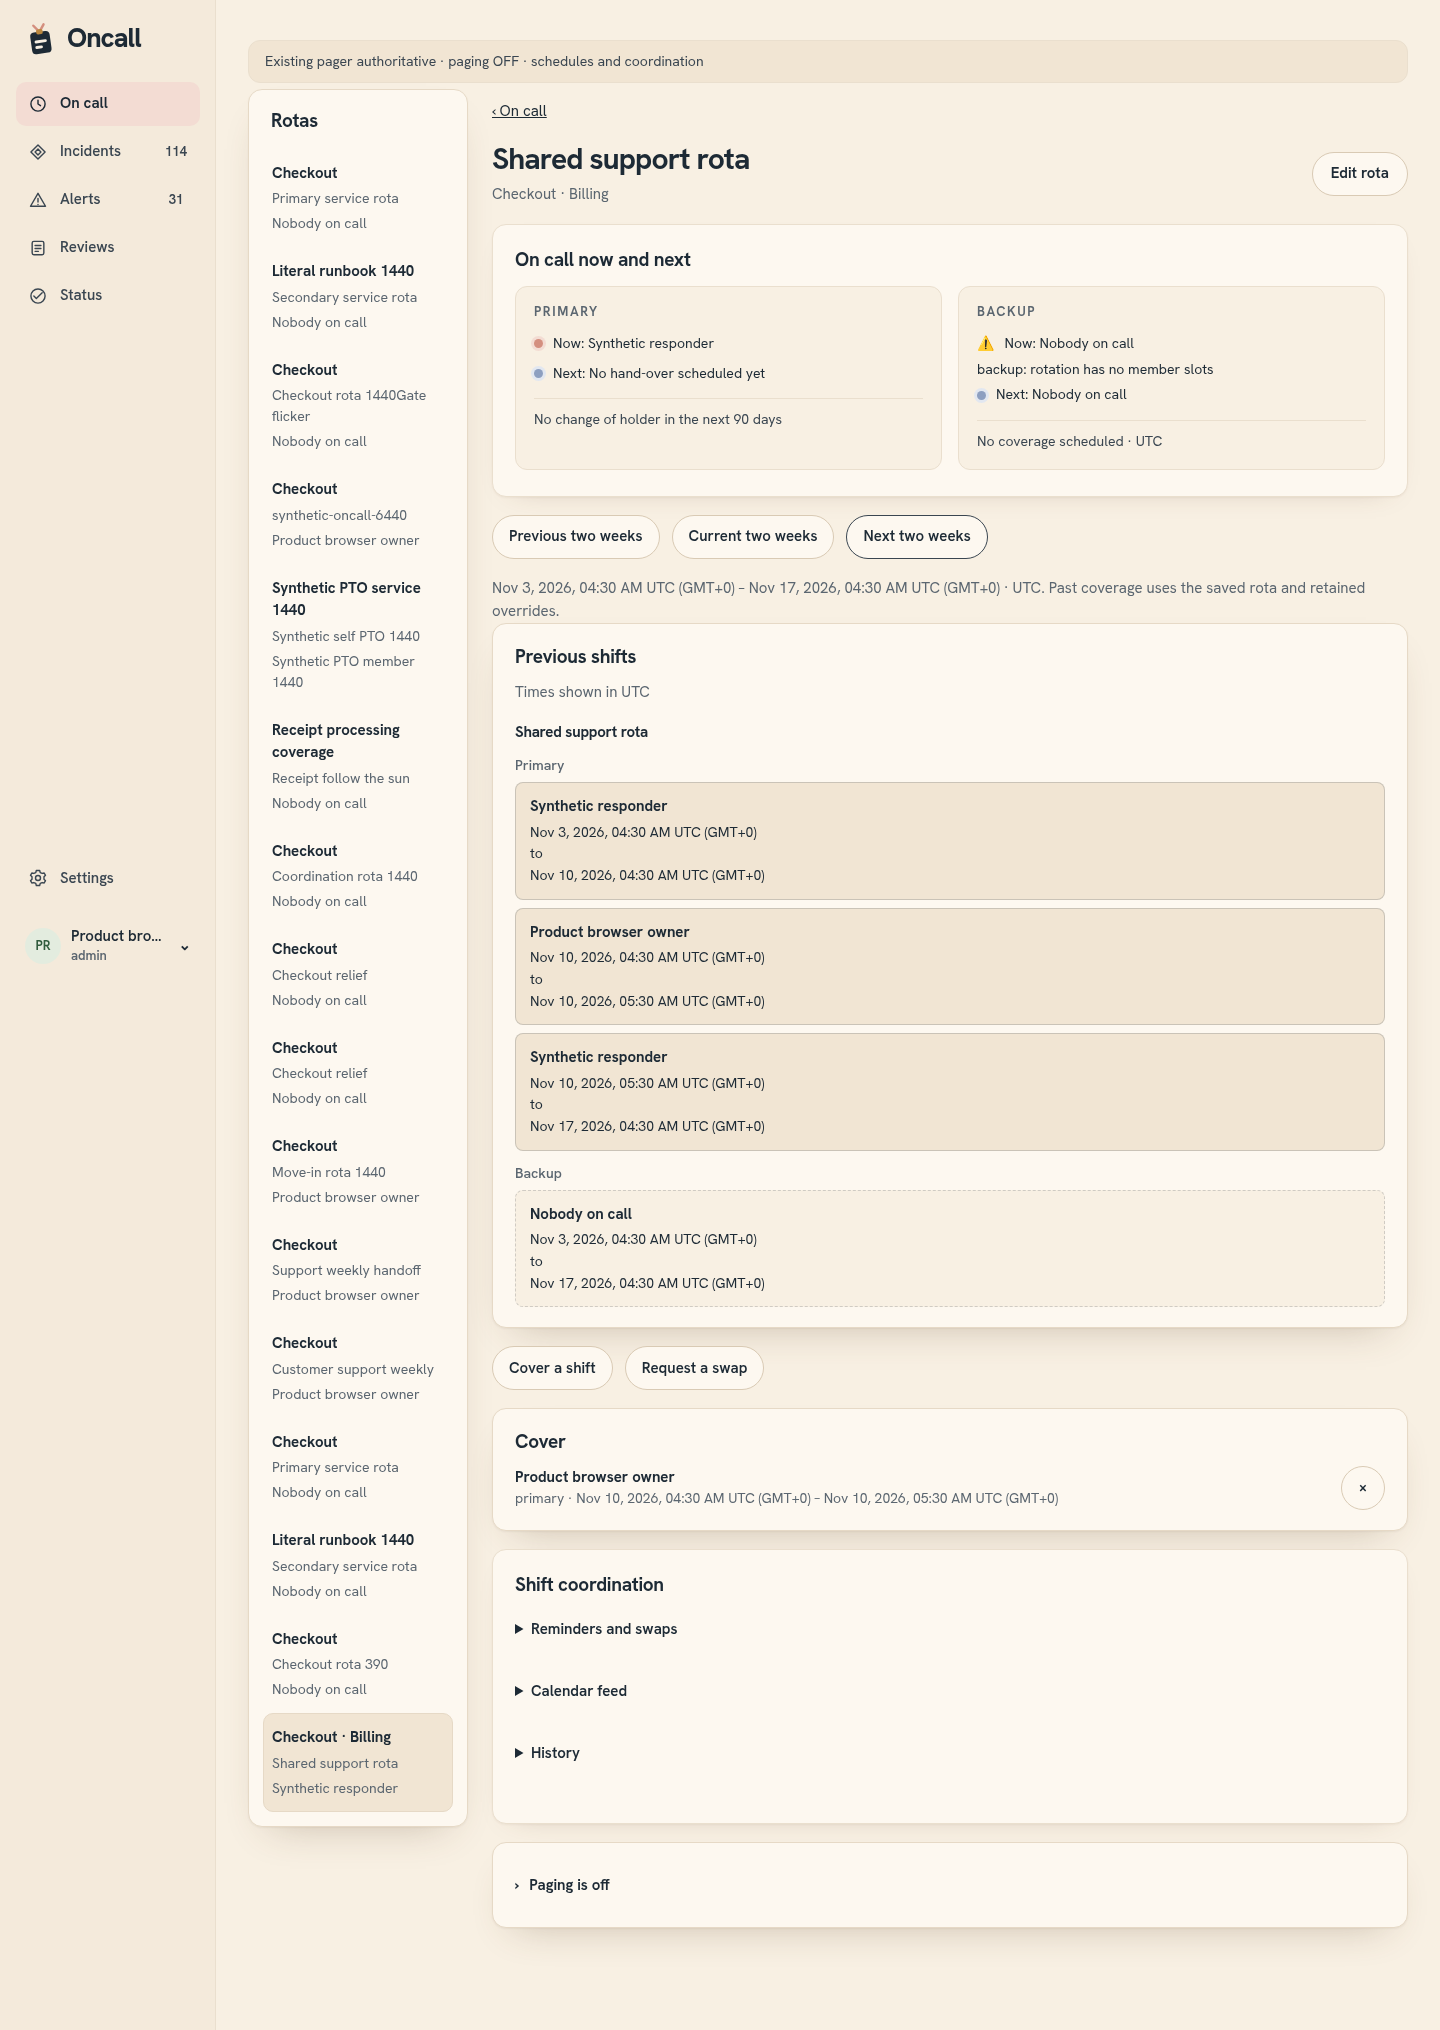 Oncall
On call
Incidents 114
Alerts 31
Reviews
Status
Settings
PR
Product bro...
admin
Existing pager authoritative · paging OFF · schedules and coordination
Rotas
Checkout
Primary service rota
Nobody on call
Literal runbook 1440
Secondary service rota
Nobody on call
Checkout
Checkout rota 1440Gate
flicker
Nobody on call
Checkout
synthetic-oncall-6440
Product browser owner
Synthetic PTO service
1440
Synthetic self PTO 1440
Synthetic PTO member
1440
Receipt processing
coverage
Receipt follow the sun
Nobody on call
Checkout
Coordination rota 1440
Nobody on call
Checkout
Checkout relief
Nobody on call
Checkout
Checkout relief
Nobody on call
Checkout
Move-in rota 1440
Product browser owner
Checkout
Support weekly handoff
Product browser owner
Checkout
Customer support weekly
Product browser owner
Checkout
Primary service rota
Nobody on call
Literal runbook 1440
Secondary service rota
Nobody on call
Checkout
Checkout rota 390
Nobody on call
Checkout · Billing
Shared support rota
Synthetic responder
‹ On call
Shared support rota
Checkout · Billing
Edit rota
On call now and next
PRIMARY
Now: Synthetic responder
Next: No hand-over scheduled yet
No change of holder in the next 90 days
BACKUP
Now: Nobody on call
backup: rotation has no member slots
Next: Nobody on call
No coverage scheduled · UTC
Previous two weeks
Current two weeks
Next two weeks
Nov 3, 2026, 04:30 AM UTC (GMT+0) – Nov 17, 2026, 04:30 AM UTC (GMT+0) · UTC. Past coverage uses the saved rota and retained
overrides.
Previous shifts
Times shown in UTC
Shared support rota
Primary
Synthetic responder
Nov 3, 2026, 04:30 AM UTC (GMT+0)
to
Nov 10, 2026, 04:30 AM UTC (GMT+0)
Product browser owner
Nov 10, 2026, 04:30 AM UTC (GMT+0)
to
Nov 10, 2026, 05:30 AM UTC (GMT+0)
Synthetic responder
Nov 10, 2026, 05:30 AM UTC (GMT+0)
to
Nov 17, 2026, 04:30 AM UTC (GMT+0)
Backup
Nobody on call
Nov 3, 2026, 04:30 AM UTC (GMT+0)
to
Nov 17, 2026, 04:30 AM UTC (GMT+0)
Cover a shift
Request a swap
Cover
Product browser owner
primary · Nov 10, 2026, 04:30 AM UTC (GMT+0) – Nov 10, 2026, 05:30 AM UTC (GMT+0)
×
Shift coordination
Reminders and swaps
Calendar feed
History
› Paging is off